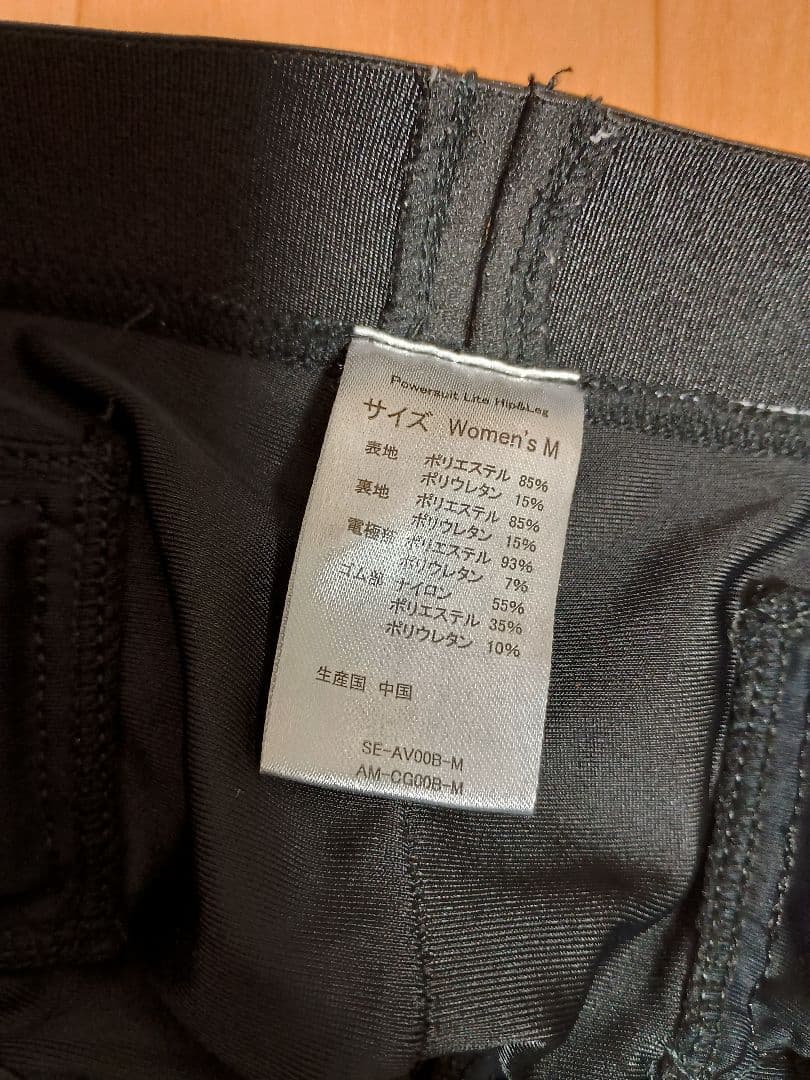 Powersuit Lite Hip&Leg
サイズ Women's M
表地 ポリエステル 85%
ポリウレタン 15%
裏地 ポリエステル 85%
ポリウレタン 15%
電極部 ポリエステル 93%
ポリウレタン 7%
ゴム部 ナイロン 55%
ポリエステル 35%
ポリウレタン 10%
生産国 中国
SE-AV00B-M
AM-CG00B-M